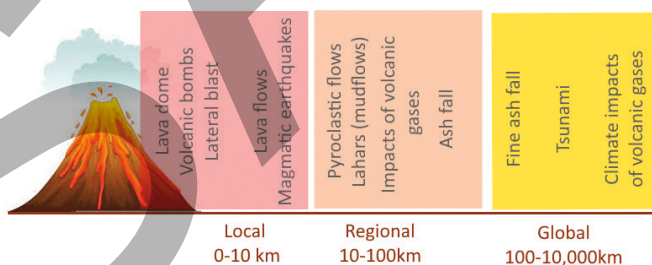 Lava dome
Volcanic bombs
Lateral blast
Lava flows
Magmatic earthquakes
Pyroclastic flows
Lahars (mudflows)
Impacts of volcanic
gases
Ash fall
Fine ash fall
Tsunami
Climate impacts
of volcanic gases
Local
0-10 km
Regional
10-100km
Global
100-10,000km